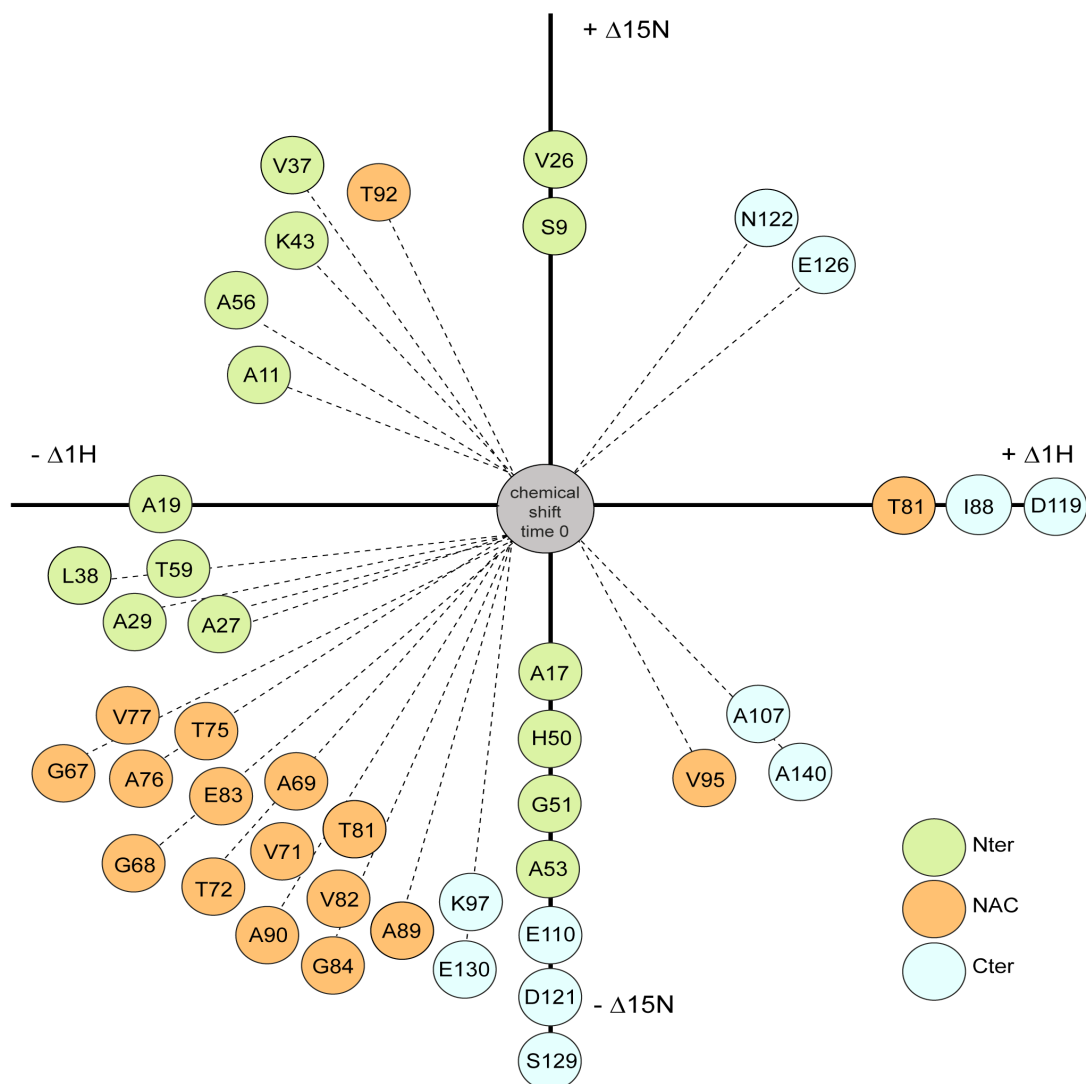 + Δ15N
V26
V37
T92
N122
S9
K43
E126
A56
A11
- Δ1H
+ Δ1H
A19
chemical
shift
time 0
T81
I88
D119
L38
T59
A29
A27
A17
V77
T75
A107
H50
G67
A76
E83
A69
V95
A140
G51
T81
Nter
G68
V71
T72
V82
A53
NAC
K97
A90
A89
E110
G84
E130
Cter
D121
- Δ15N
S129